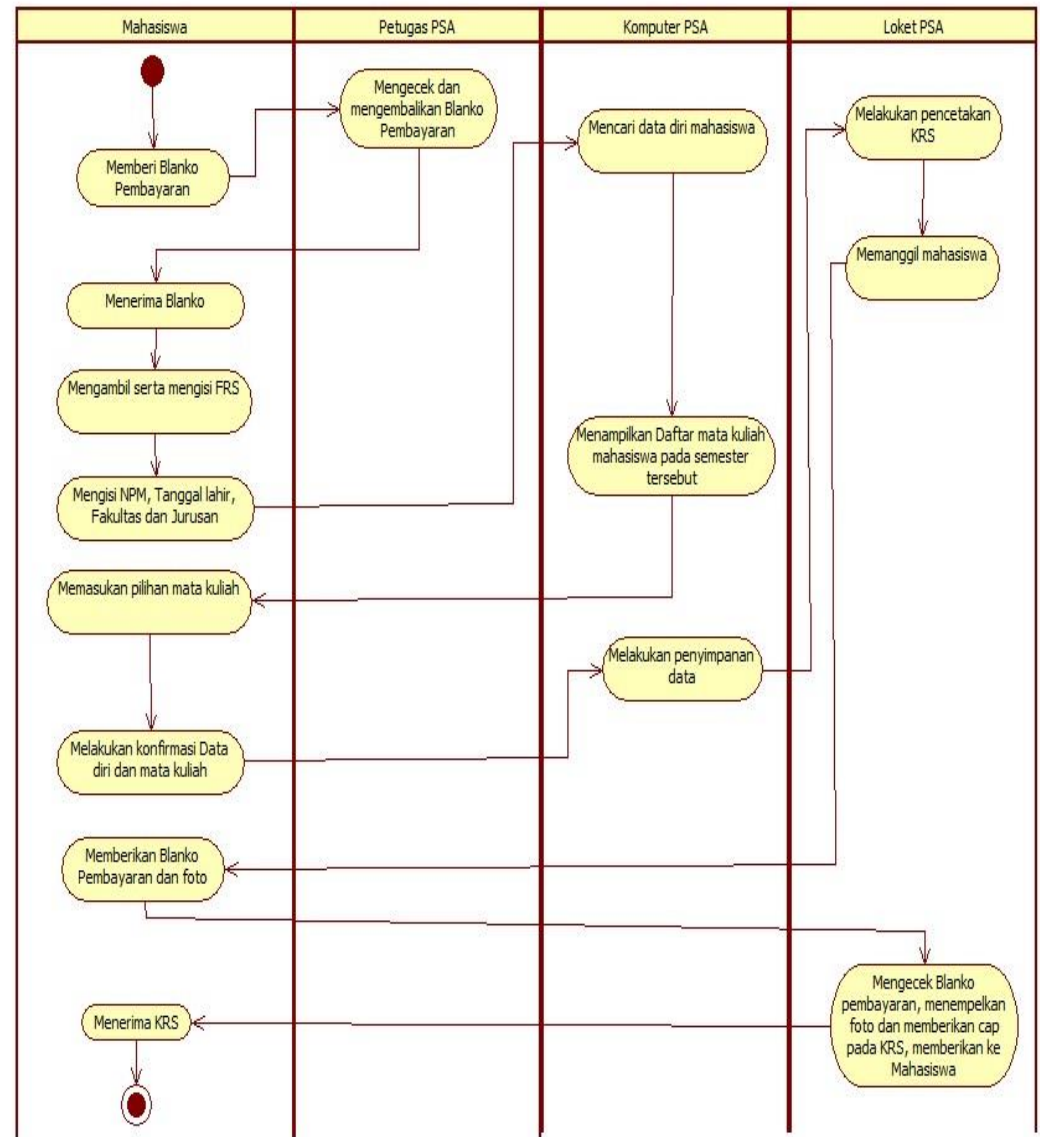 Mahasiswa
Petugas PSA
Komputer PSA
Loket PSA
Memberi Blanko
Pembayaran
Mengecek dan
mengembalikan Blanko
Pembayaran
Menerima Blanko
Mengambil serta mengisi FRS
Mengisi NPM, Tanggal lahir,
Fakultas dan Jurusan
Mencari data diri mahasiswa
Menampilkan Daftar mata kuliah
mahasiswa pada semester
tersebut
Memasukan pilihan mata kuliah
Melakukan konfirmasi Data
diri dan mata kuliah
Melakukan penyimpanan
data
Melakukan pencetakan
KRS
Memanggil mahasiswa
Memberikan Blanko
Pembayaran dan foto
Mengecek Blanko
pembayaran, menempelkan
foto dan memberikan cap
pada KRS, memberikan ke
Mahasiswa
Menerima KRS